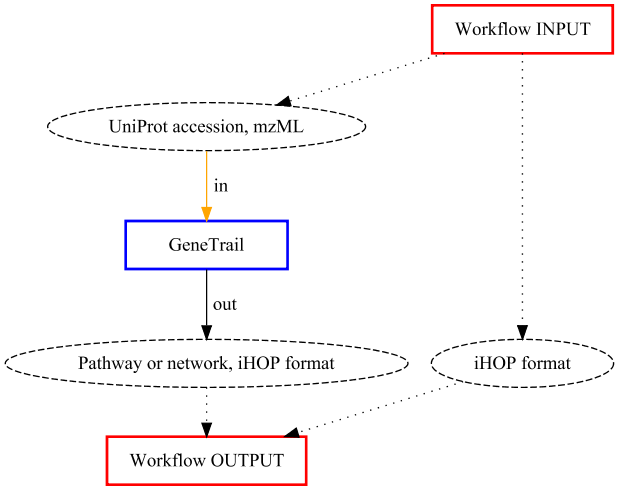 Workflow INPUT
UniProt accession, mzML
in
GeneTrail
out
Pathway or network, iHOP format
iHOP format
Workflow OUTPUT